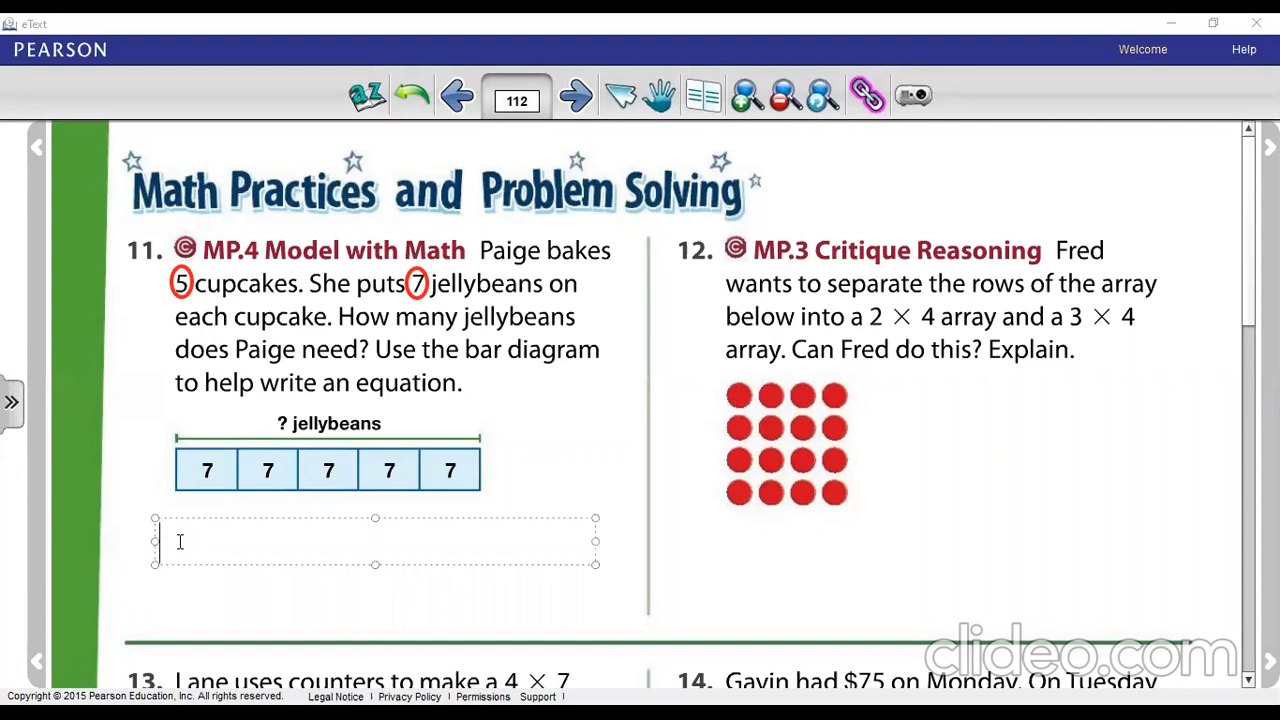 eText
PEARSON
Welcome
Help
az
112
Math Practices and Problem Solving
11. MP.4 Model with Math Paige bakes
5 cupcakes. She puts 7 jellybeans on
each cupcake. How many jellybeans
does Paige need? Use the bar diagram
to help write an equation.
? jellybeans
7 7 7 7 7
12. MP.3 Critique Reasoning Fred
wants to separate the rows of the array
below into a 2 × 4 array and a 3 × 4
array. Can Fred do this? Explain.
13. Lane uses counters to make a 4 × 7
14. Gavin had $75 on Monday. On Tuesday
clideo.com
Copyright © 2015 Pearson Education, Inc. All rights reserved. Legal Notice | Privacy Policy | Permissions Support |